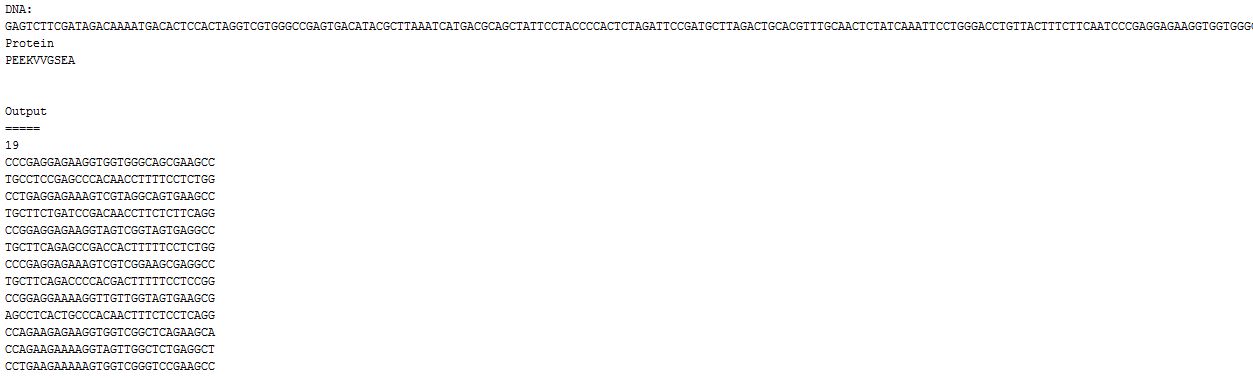 DNA:
GAGTCTTCGATAGACAAAATGACACTCCACTAGGTCGTGGGCCGAGTGACATACGCTTAAATCATGACGCAGCTATTCCTACCCCACTCTAGATTCCGATGCTTAGACTGCACGTTTGCAACTCTATCAAATTCCTGGGACCTGTTACTTTCTTCAATCCCGAGGAGAAGGTGGTGGG
Protein
PEEKVVGSEA
Output
=====
19
CCCGAGGAGAAGGTGGTGGGCAGCGAAGCC
TGCCTCCGAGCCCACAACCTTTTCCTCTGG
CCTGAGGAGAAAGTCGTAGGCAGTGAAGCC
TGCTTCTGATCCGACAACCTTCTCTTCAGG
CCGGAGGAGAAGGTAGTCGGTAGTGAGGCC
TGCTTCAGAGCCGACCACTTTTTCCTCTGG
CCCGAGGAGAAAGTCGTCGGAAGCGAGGCC
TGCTTCAGACCCCACGACTTTTTCCTCCGG
CCGGAGGAAAAGGTTGTTGGTAGTGAAGCG
AGCCTCACTGCCCACAACTTTCTCCTCAGG
CCAGAAGAGAAGGTGGTCGGCTCAGAAGCA
CCAGAAGAAAAGGTAGTTGGCTCTGAGGCT
CCTGAAGAAAAAGTGGTCGGGTCCGAAGCC